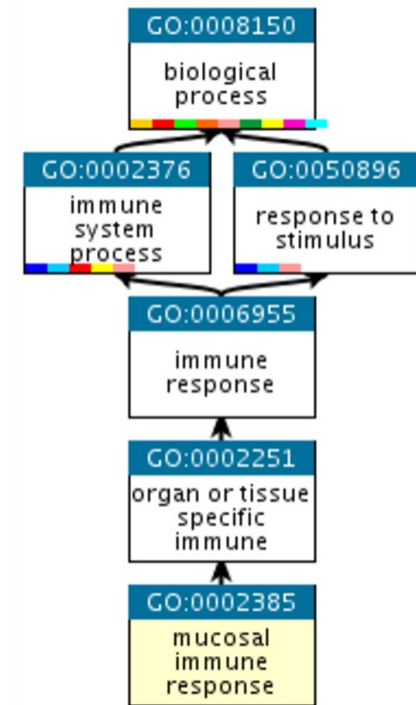 GO:0008150
biological
process
GO:0002376
immune
system
process
GO:0050896
response to
stimulus
GO:0006955
immune
response
GO:0002251
organ or tissue
specific
immune
GO:0002385
mucosal
immune
response